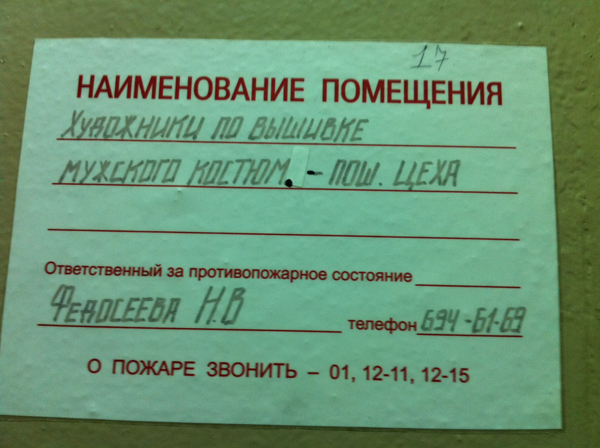 17
НАИМЕНОВАНИЕ ПОМЕЩЕНИЯ
Художники по вышивке
мужского костюм. - пош. цеха
Ответственный за противопожарное состояние
Федосеева Н.В телефон 694-61-69
О ПОЖАРЕ ЗВОНИТЬ – 01, 12-11, 12-15